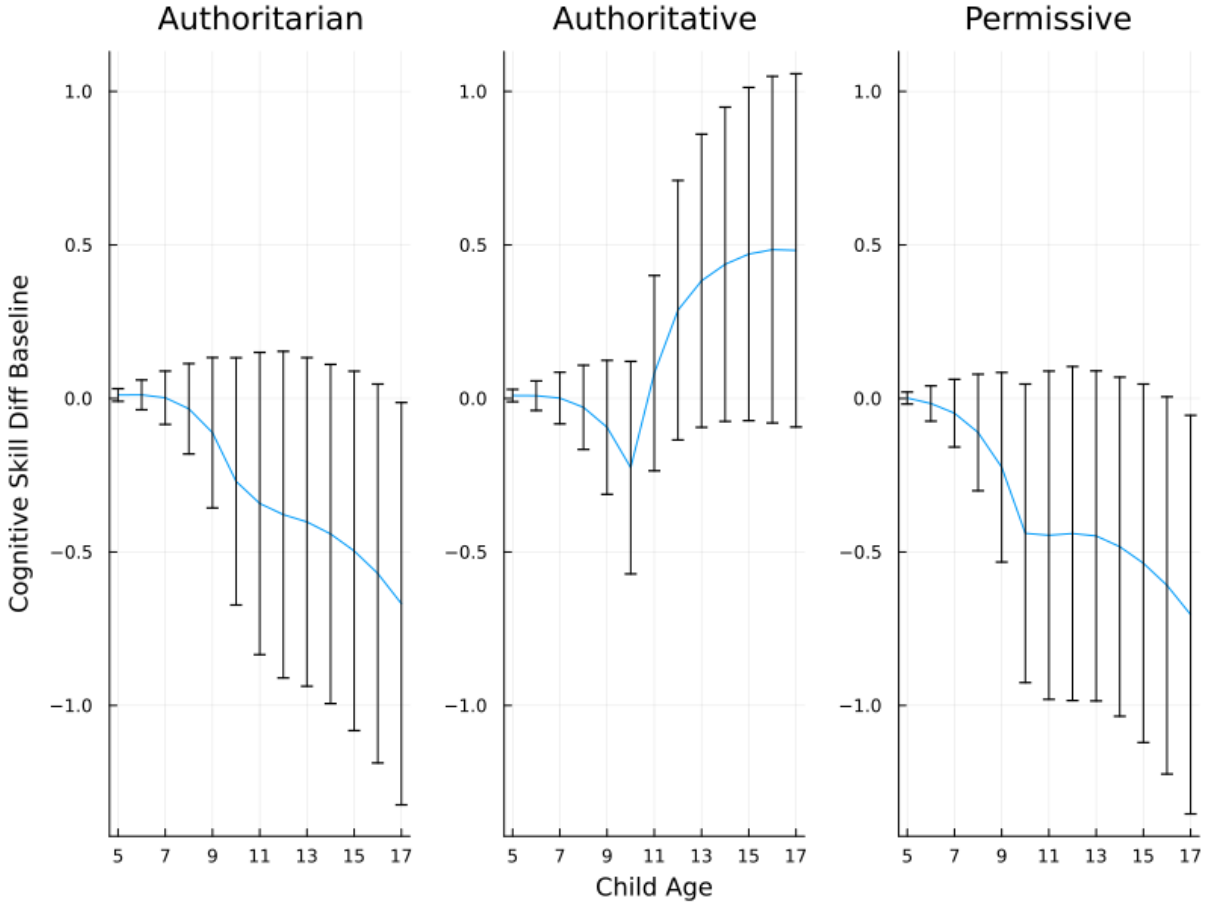 Authoritarian Authoritative Permissive
Cognitive Skill Diff Baseline
1.0 1.0 1.0
0.5 0.5 0.5
0.0 0.0 0.0
−0.5 −0.5 −0.5
−1.0 −1.0 −1.0
5 7 9 11 13 15 17 5 7 9 11 13 15 17 5 7 9 11 13 15 17
Child Age